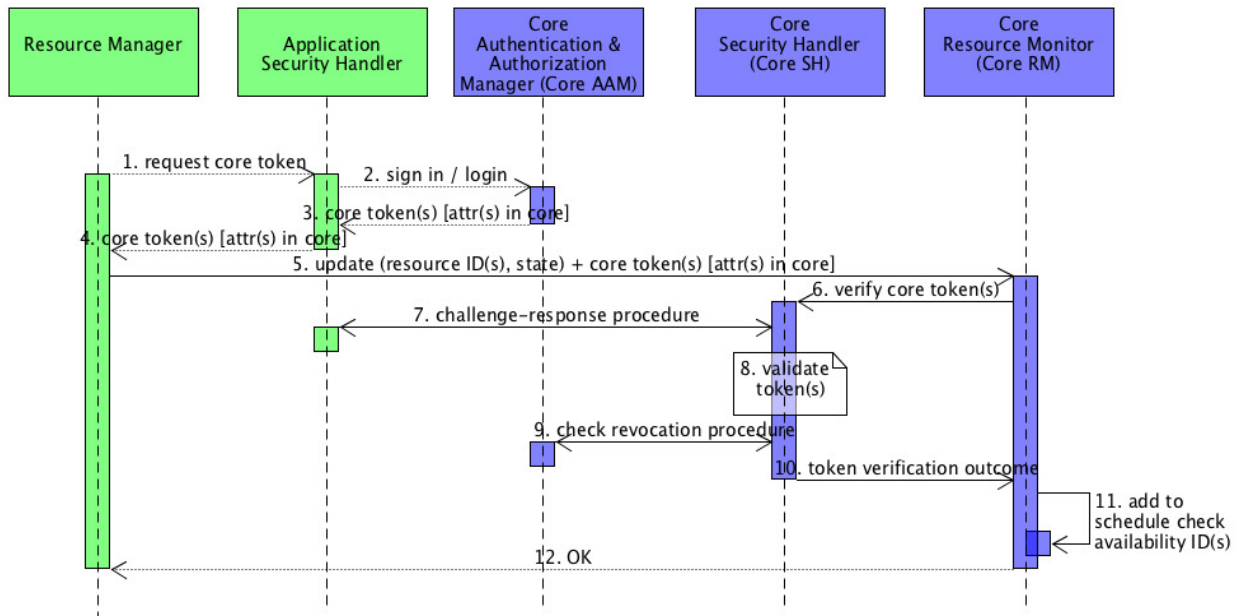 Resource Manager
Application
Security Handler
Core
Authentication &
Authorization
Manager (Core AAM)
Core
Security Handler
(Core SH)
Core
Resource Monitor
(Core RM)
1. request core token
2. sign in / login
3. core token(s) [attr(s) in core]
4. core token(s) [attr(s) in core]
5. update (resource ID(s), state) + core token(s) [attr(s) in core]
6. verify core token(s)
7. challenge-response procedure
8. validate
token(s)
9. check revocation procedure
10. token verification outcome
11. add to
schedule check
availability ID(s)
12. OK